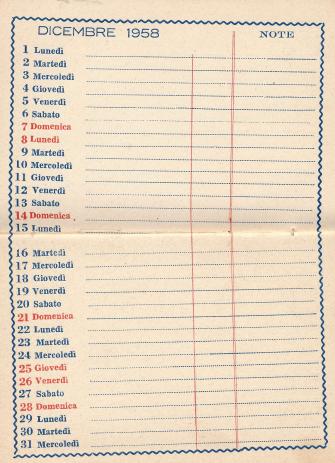 DICEMBRE 1958 NOTE
1 Lunedì
2 Martedì
3 Mercoledì
4 Giovedì
5 Venerdì
6 Sabato
7 Domenica
8 Lunedì
9 Martedì
10 Mercoledì
11 Giovedì
12 Venerdì
13 Sabato
14 Domenica
15 Lunedì
16 Martedì
17 Mercoledì
18 Giovedì
19 Venerdì
20 Sabato
21 Domenica
22 Lunedì
23 Martedì
24 Mercoledì
25 Giovedì
26 Venerdì
27 Sabato
28 Domenica
29 Lunedì
30 Martedì
31 Mercoledì